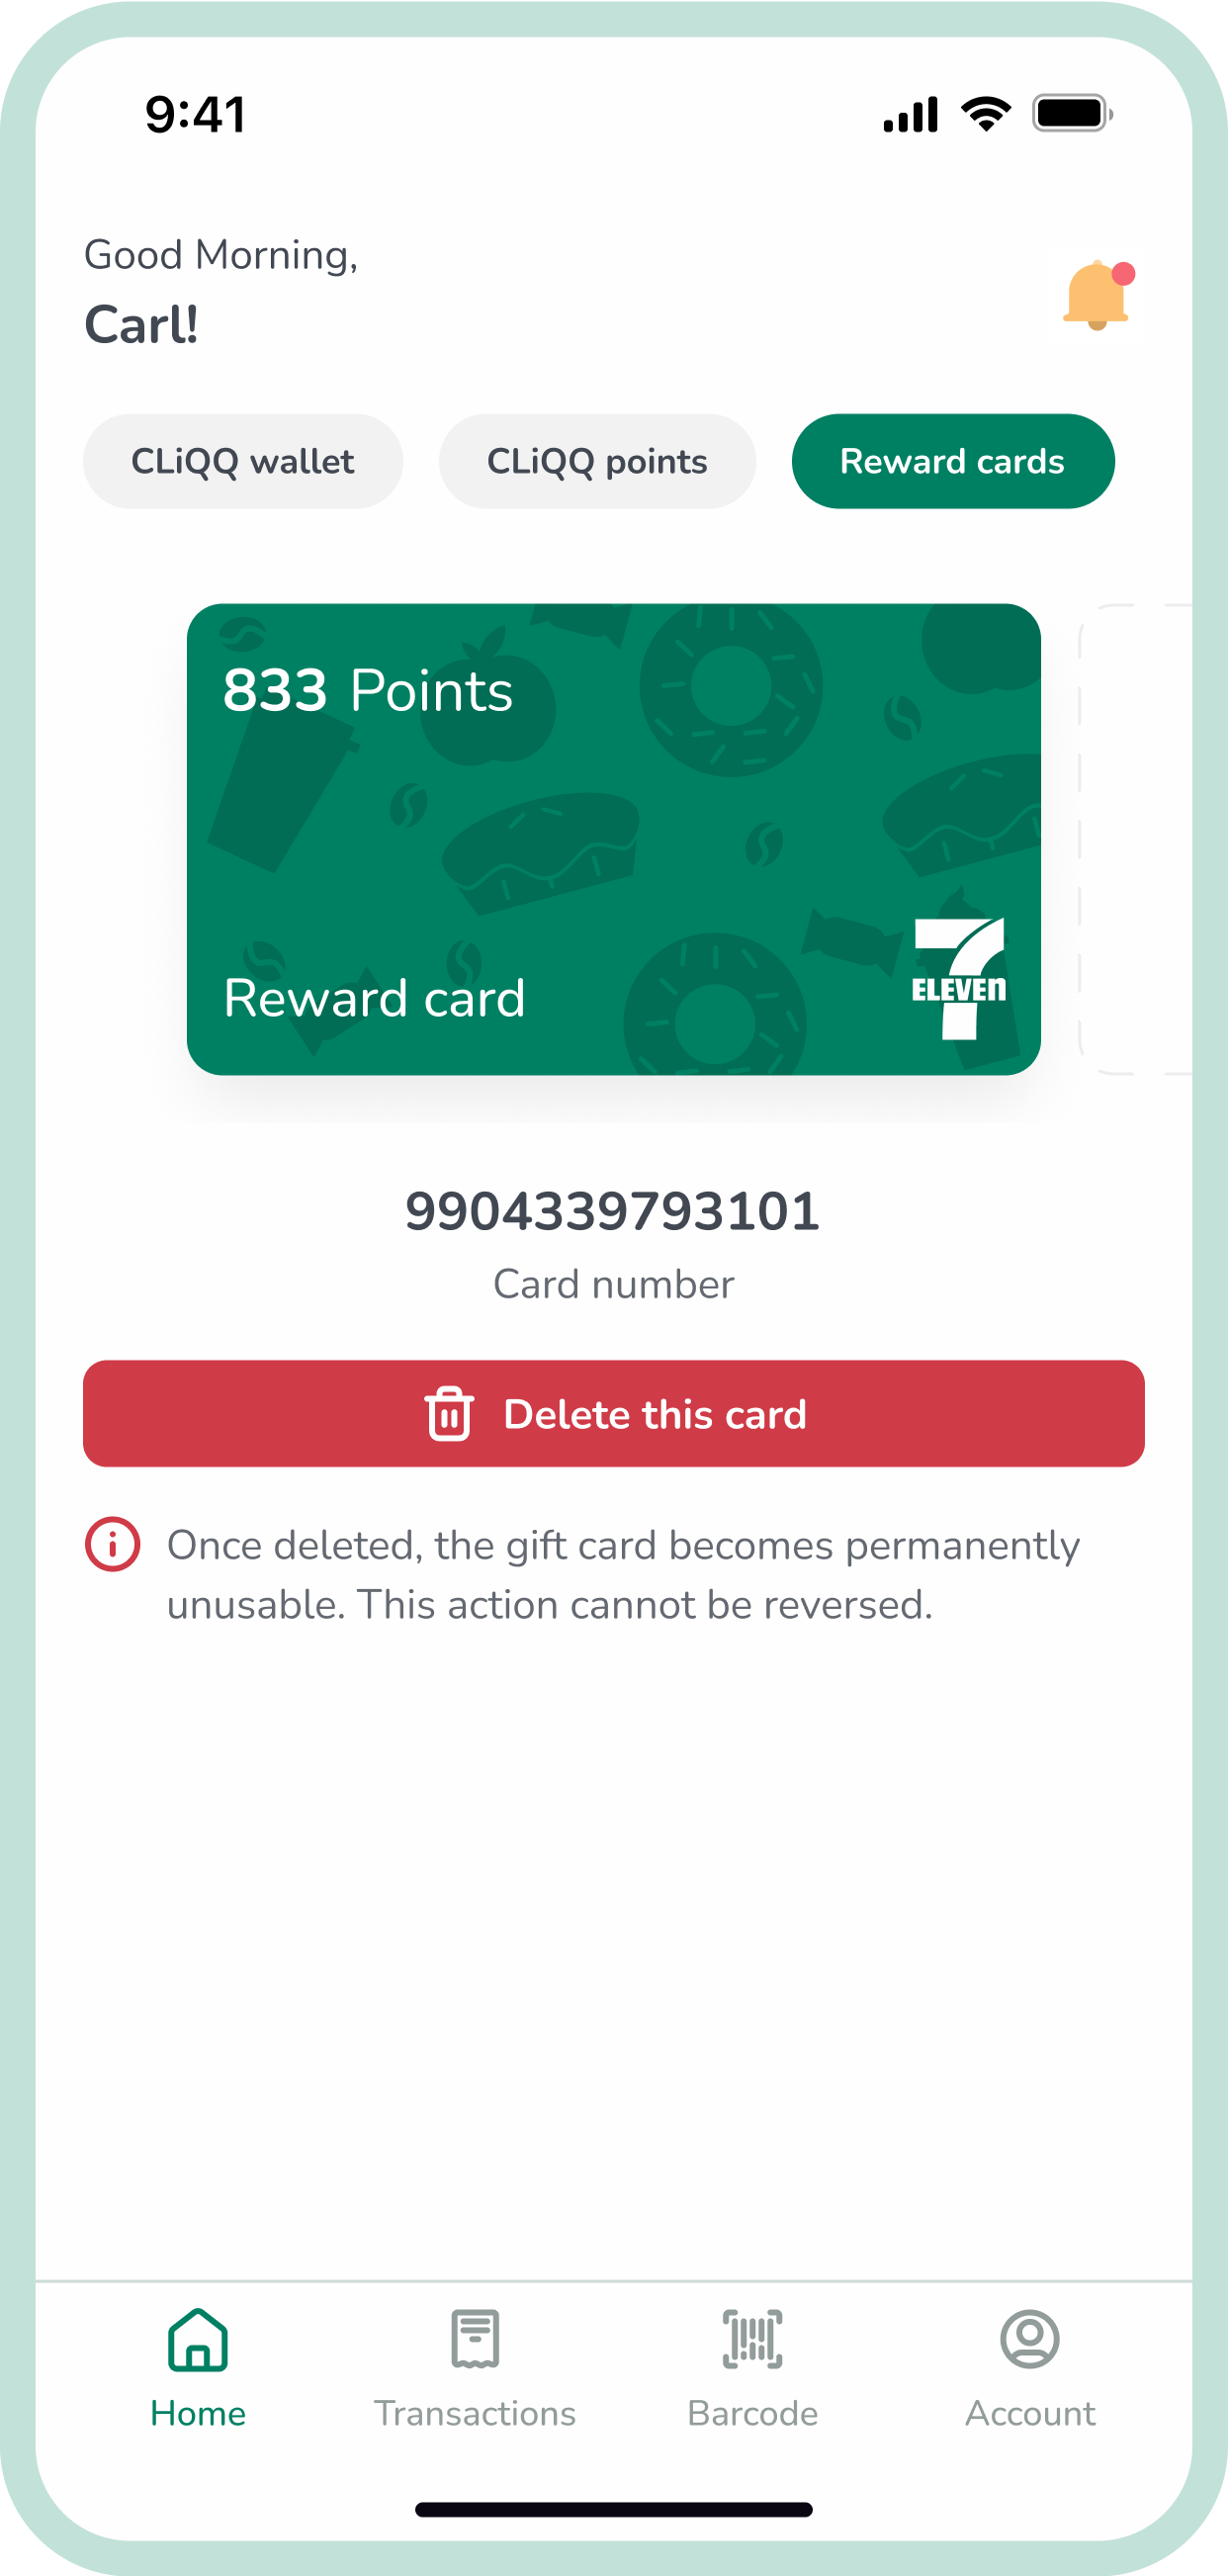 9:41
Good Morning,
Carl!
CLiQQ wallet
CLiQQ points
Reward cards
833 Points
Reward card
7
ELEVEn
9904339793101
Card number
Delete this card
Once deleted, the gift card becomes permanently
unusable. This action cannot be reversed.
Home
Transactions
Barcode
Account